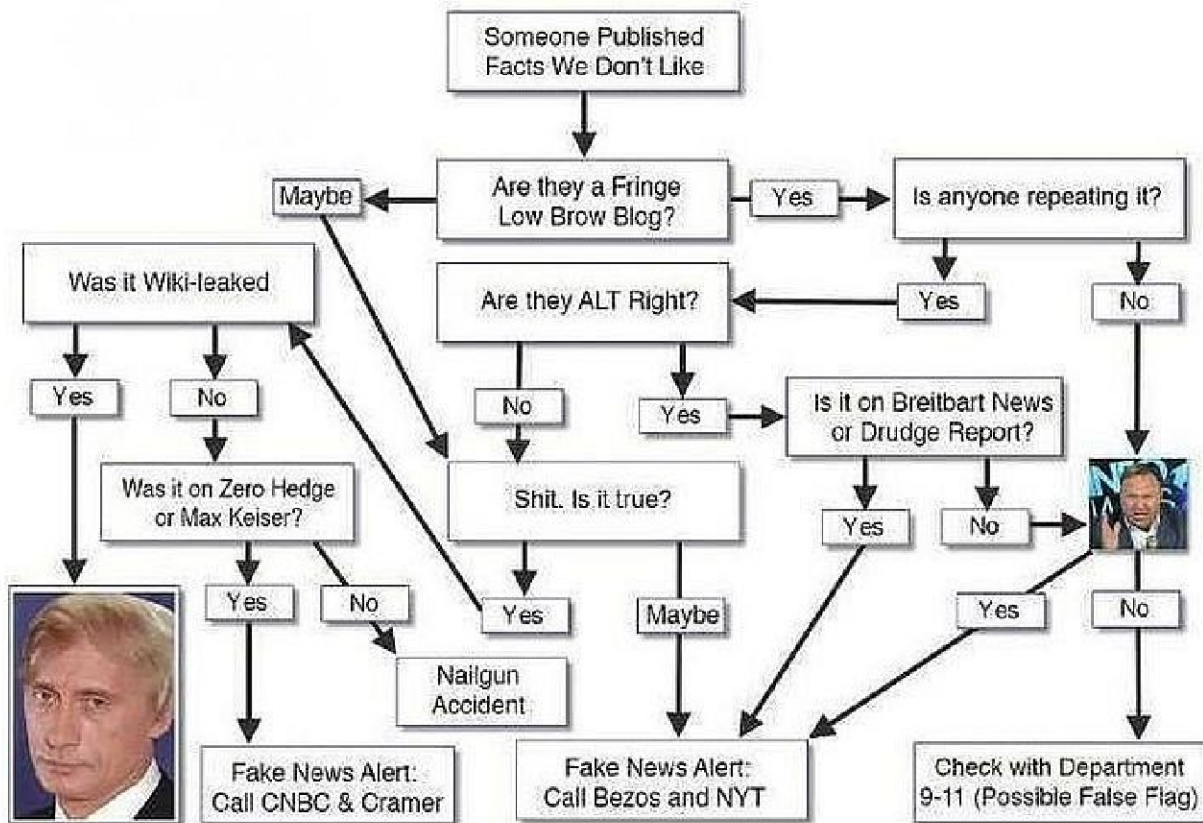 Someone Published
Facts We Don't Like
Maybe
Are they a Fringe
Low Brow Blog?
Yes
Is anyone repeating it?
Was it Wiki-leaked
Are they ALT Right?
Yes
No
Yes
No
No
Yes
Is it on Breitbart News
or Drudge Report?
Was it on Zero Hedge
or Max Keiser?
Shit. Is it true?
Yes
No
Yes
No
Yes
Maybe
Yes
No
Nailgun
Accident
Fake News Alert:
Call CNBC & Cramer
Fake News Alert:
Call Bezos and NYT
Check with Department
9-11 (Possible False Flag)